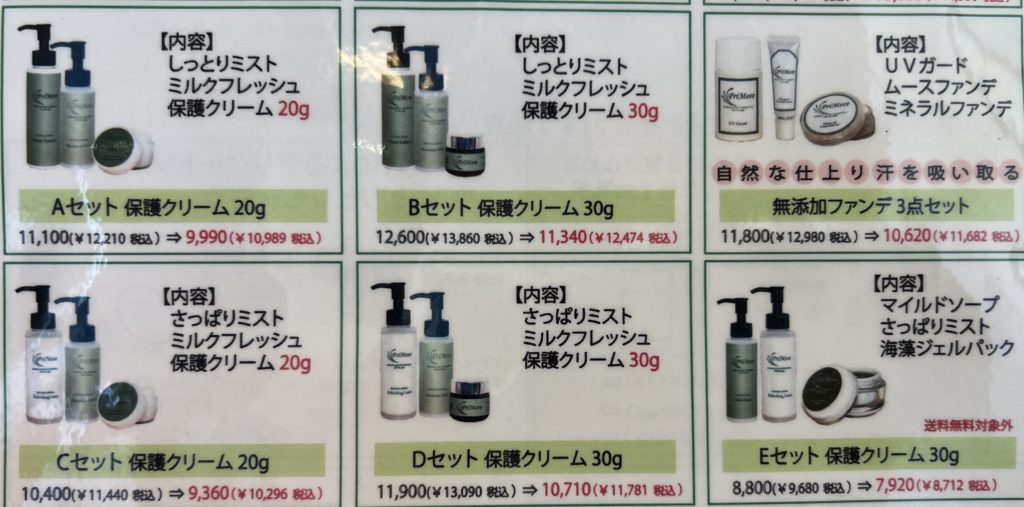 【内容】
しっとりミスト
ミルクフレッシュ
保護クリーム 20g
Aセット 保護クリーム 20g
11,100(￥12,210 税込) ⇒ 9,990(￥10,989 税込)
【内容】
しっとりミスト
ミルクフレッシュ
保護クリーム 30g
Bセット 保護クリーム 30g
12,600(￥13,860 税込) ⇒ 11,340(￥12,474 税込)
【内容】
UVガード
ムースファンデ
ミネラルファンデ
PreMore
PreMore
自然な仕上り汗を吸い取る
無添加ファンデ 3点セット
11,800(￥12,980 税込) ⇒ 10,620(￥11,682 税込)
【内容】
さっぱりミスト
ミルクフレッシュ
保護クリーム 20g
PreMore
Cセット 保護クリーム 20g
10,400(￥11,440 税込) ⇒ 9,360(￥10,296 税込)
【内容】
さっぱりミスト
ミルクフレッシュ
保護クリーム 30g
PreMore
Dセット 保護クリーム 30g
11,900(￥13,090 税込) ⇒ 10,710(￥11,781 税込)
【内容】
マイルドソープ
さっぱりミスト
海藻ジェルパック
PreMore
PreMore
送料無料対象外
Eセット 保護クリーム 30g
8,800(￥9,680 税込) ⇒ 7,920(￥8,712 税込)